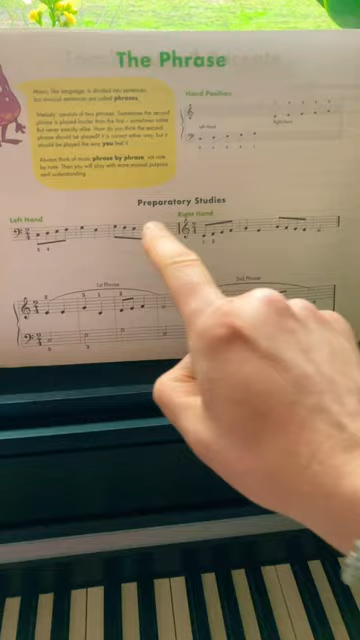 The Phrase
Music, like language, is divided into sentences,
but musical sentences are called phrases.
'Melody' consists of two phrases. Sometimes the second
phrase is played louder than the first – sometimes softer.
But never exactly alike. How do you think the second
phrase should be played? It is correct either way, but it
should be played the way you feel it.
Always think of music phrase by phrase, not note
by note. Then you will play with more musical purpose
and understanding.
Hand Position
Left Hand
Right Hand
Preparatory Studies
Left Hand
Right Hand
1st Phrase
2nd Phrase